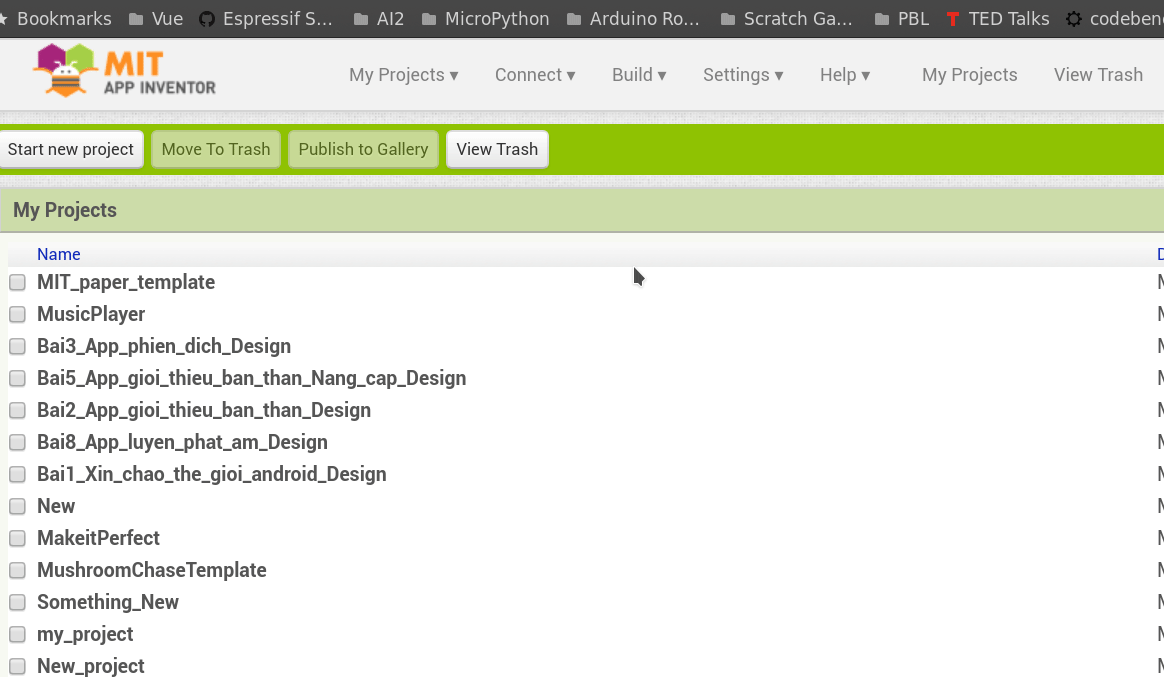 Bookmarks Vue Espressif S... AI2 MicroPython Arduino Ro... Scratch Ga... PBL TED Talks codeben
MIT
APP INVENTOR
My Projects ▾ Connect ▾ Build ▾ Settings ▾ Help ▾ My Projects View Trash
Start new project Move To Trash Publish to Gallery View Trash
My Projects
Name
MIT_paper_template
MusicPlayer
Bai3_App_phien_dich_Design
Bai5_App_gioi_thieu_ban_than_Nang_cap_Design
Bai2_App_gioi_thieu_ban_than_Design
Bai8_App_luyen_phat_am_Design
Bai1_Xin_chao_the_gioi_android_Design
New
MakeitPerfect
MushroomChaseTemplate
Something_New
my_project
New_project